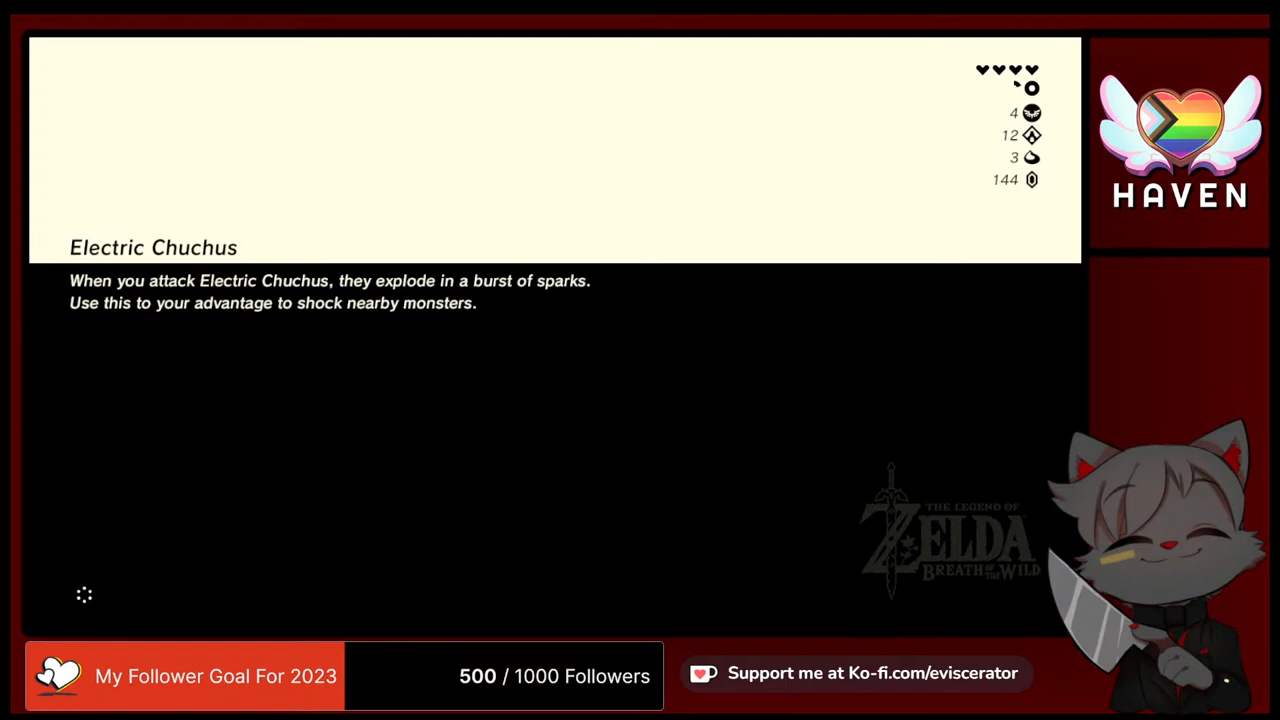 4
12
3
144
Electric Chuchus
When you attack Electric Chuchus, they explode in a burst of sparks.
Use this to your advantage to shock nearby monsters.
HAVEN
THE LEGEND OF
ZELDA
BREATH OF THE WILD
My Follower Goal For 2023
500 / 1000 Followers
Support me at Ko-fi.com/eviscerator